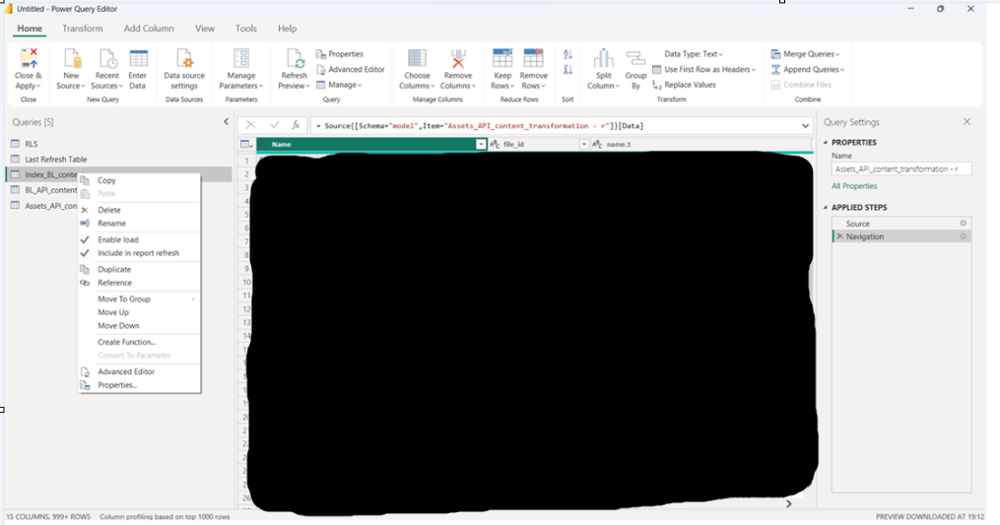 Untitled - Power Query Editor
Home Transform Add Column View Tools Help
Close & Apply
New Source
Recent Sources
Enter Data
Data source settings
Manage Parameters
Refresh Preview
Properties
Advanced Editor
Manage
Choose Columns
Remove Columns
Keep Rows
Remove Rows
Split Column
Group By
Data Type: Text
Use First Row as Headers
Replace Values
Merge Queries
Append Queries
Combine Files
Close New Query Data Sources Parameters Query Manage Columns Reduce Rows Sort Transform Combine
Queries [5]
RLS
Last Refresh Table
Index_BL_conte
BL_API_content
Assets_API_con
Copy
Paste
Delete
Rename
Enable load
Include in report refresh
Duplicate
Reference
Move To Group
Move Up
Move Down
Create Function...
Convert To Parameter
Advanced Editor
Properties...
fx = Source{[Schema="model",Item="Assets_API_content_transformation - r"]}[Data]
Name ABC file_id ABC name.1
1
2
3
4
5
6
7
8
9
10
11
12
13
14
20
22
26
Query Settings
PROPERTIES
Name
Assets_API_content_transformation - r
All Properties
APPLIED STEPS
Source
Navigation
15 COLUMNS, 999+ ROWS Column profiling based on top 1000 rows
PREVIEW DOWNLOADED AT 19:12